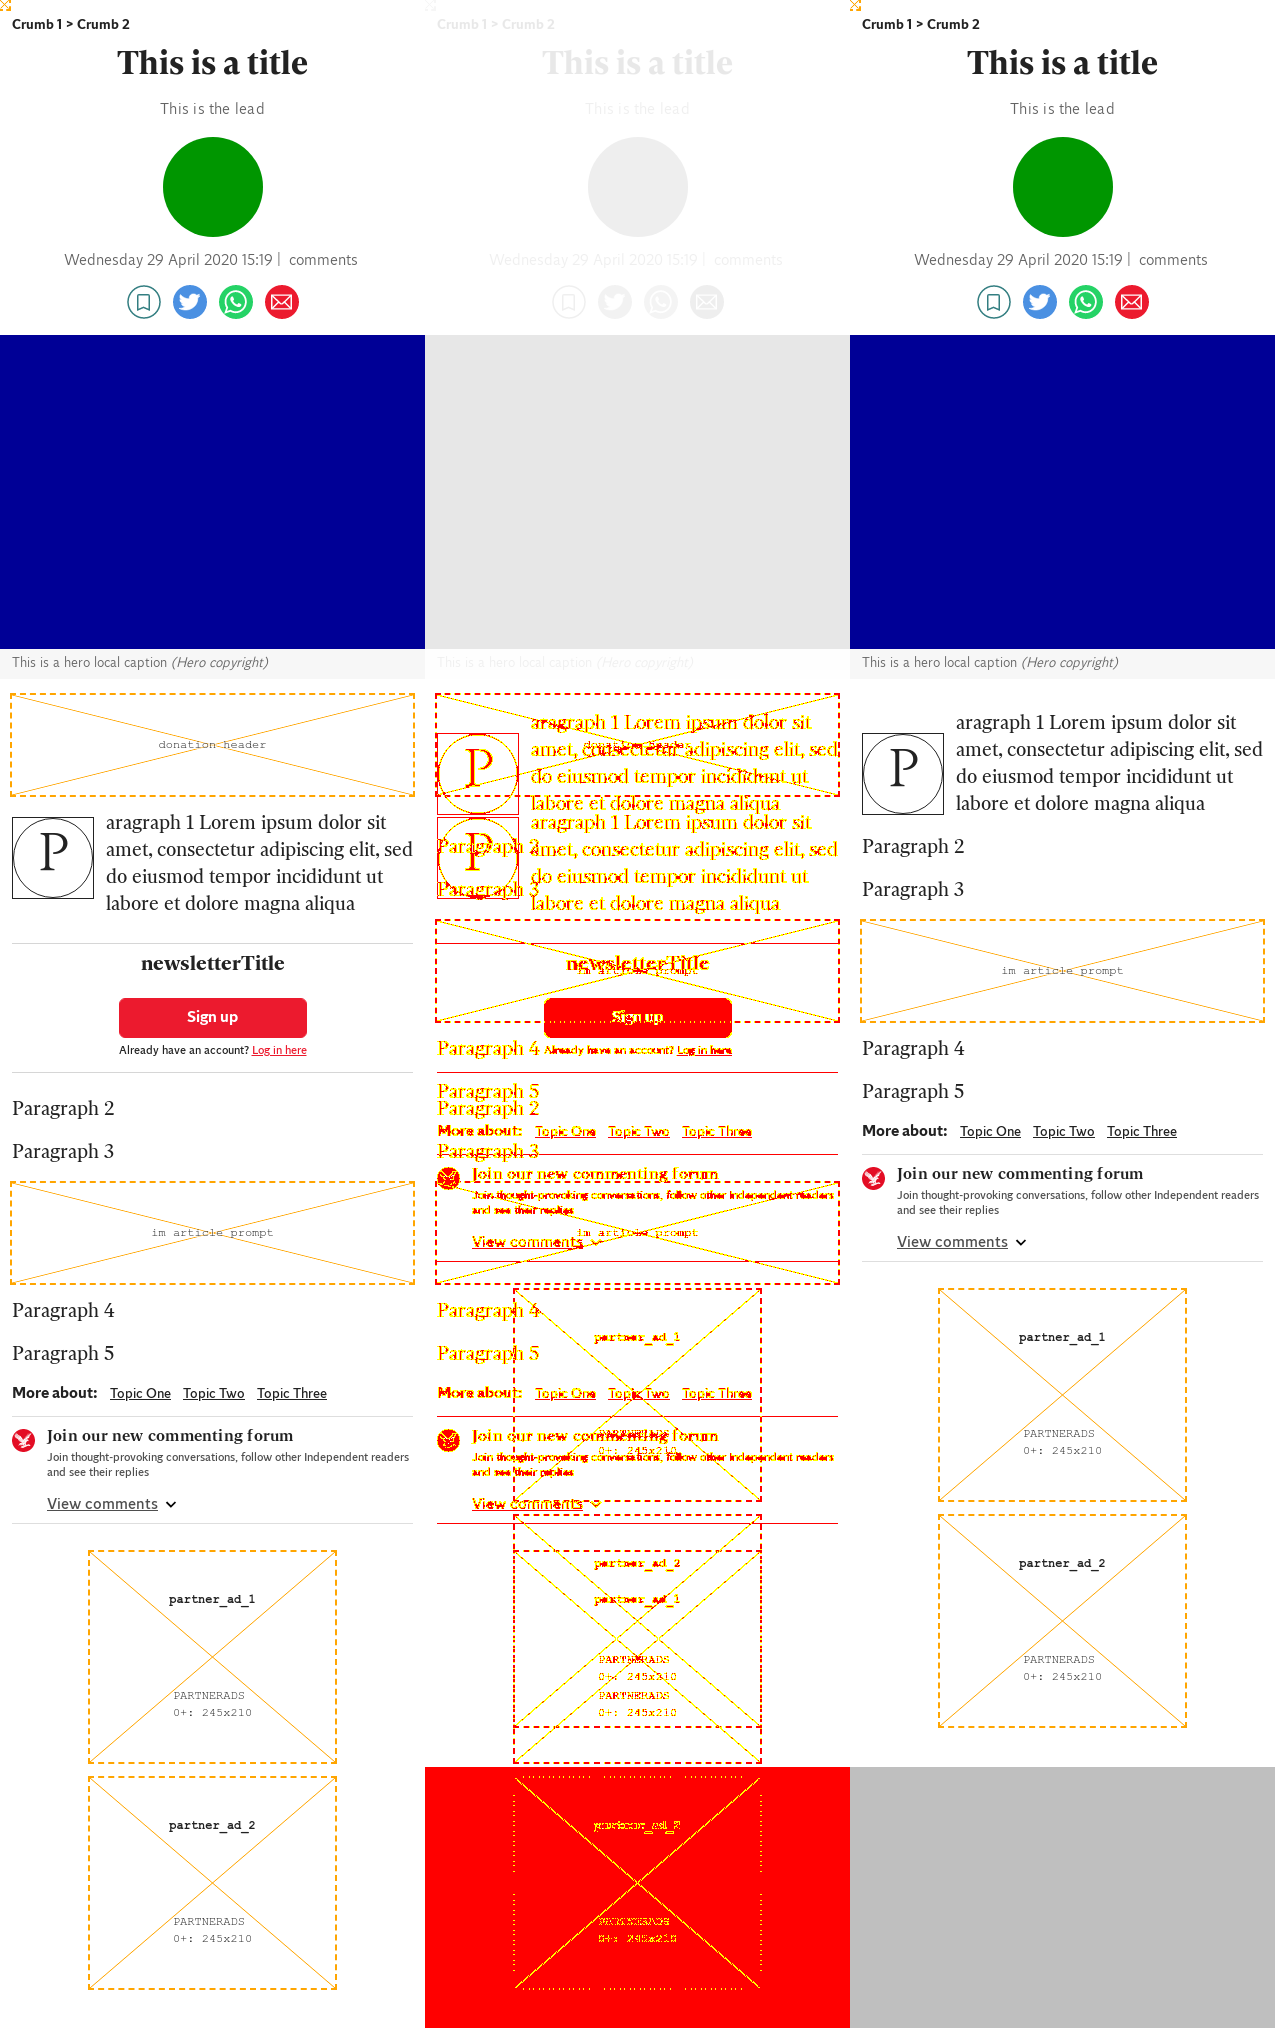 Crumb 1 > Crumb 2
This is a title
This is the lead
Wednesday 29 April 2020 15:19 | comments
This is a hero local caption (Hero copyright)
donation header
P
aragraph 1 Lorem ipsum dolor sit
amet, consectetur adipiscing elit, sed
do eiusmod tempor incididunt ut
labore et dolore magna aliqua
newsletterTitle
Sign up
Already have an account? Log in here
Paragraph 2
Paragraph 3
im article prompt
Paragraph 4
Paragraph 5
More about: Topic One Topic Two Topic Three
Join our new commenting forum
Join thought-provoking conversations, follow other Independent readers
and see their replies
View comments
partner_ad_1
PARTNERADS
0+: 245x210
partner_ad_2
PARTNERADS
0+: 245x210
Crumb 1 > Crumb 2
This is a title
This is the lead
Wednesday 29 April 2020 15:19 | comments
This is a hero local caption (Hero copyright)
aragraph 1 Lorem ipsum dolor sit
P
amet, consectetur adipiscing elit, sed
do eiusmod tempor incididunt ut
labore et dolore magna aliqua
aragraph 1 Lorem ipsum dolor sit
P
Paragraph 2
amet, consectetur adipiscing elit, sed
do eiusmod tempor incididunt ut
Paragraph 3
labore et dolore magna aliqua
newsletterTitle
im article prompt
Sign up
Paragraph 4
Already have an account? Log in here
Paragraph 5
Paragraph 2
More about: Topic One Topic Two Topic Three
Paragraph 3
Join our new commenting forum
Join thought-provoking conversations, follow other Independent readers
and see their replies
im article prompt
View comments
Paragraph 4
partner_ad_1
Paragraph 5
More about: Topic One Topic Two Topic Three
Join our new commenting forum
PARTNERADS
0+: 245x210
Join thought-provoking conversations, follow other Independent readers
and see their replies
View comments
partner_ad_2
partner_ad_1
PARTNERADS
0+: 245x210
PARTNERADS
0+: 245x210
partner_ad_2
PARTNERADS
0+: 245x210
Crumb 1 > Crumb 2
This is a title
This is the lead
Wednesday 29 April 2020 15:19 | comments
This is a hero local caption (Hero copyright)
P
aragraph 1 Lorem ipsum dolor sit
amet, consectetur adipiscing elit, sed
do eiusmod tempor incididunt ut
labore et dolore magna aliqua
Paragraph 2
Paragraph 3
im article prompt
Paragraph 4
Paragraph 5
More about: Topic One Topic Two Topic Three
Join our new commenting forum
Join thought-provoking conversations, follow other Independent readers
and see their replies
View comments
partner_ad_1
PARTNERADS
0+: 245x210
partner_ad_2
PARTNERADS
0+: 245x210